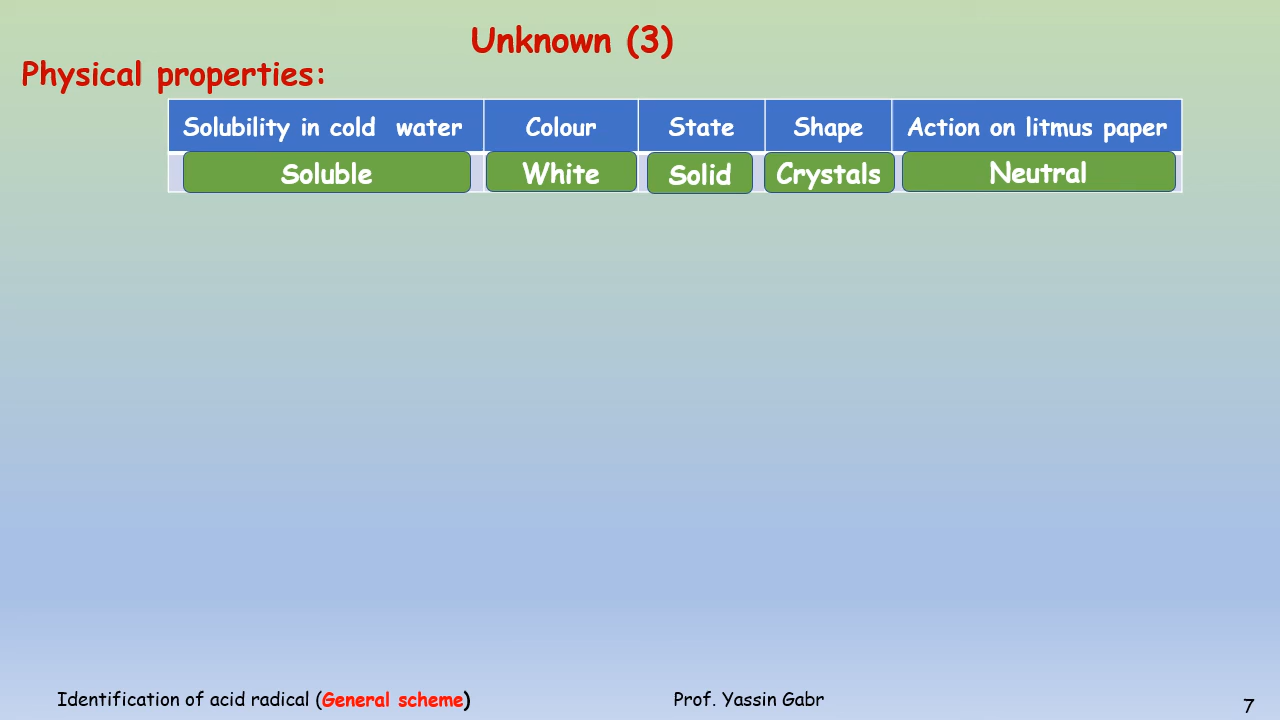 Unknown (3)
Physical properties:
Solubility in cold water Colour State Shape Action on litmus paper
Soluble White Solid Crystals Neutral
Identification of acid radical (General scheme) Prof. Yassin Gabr 7